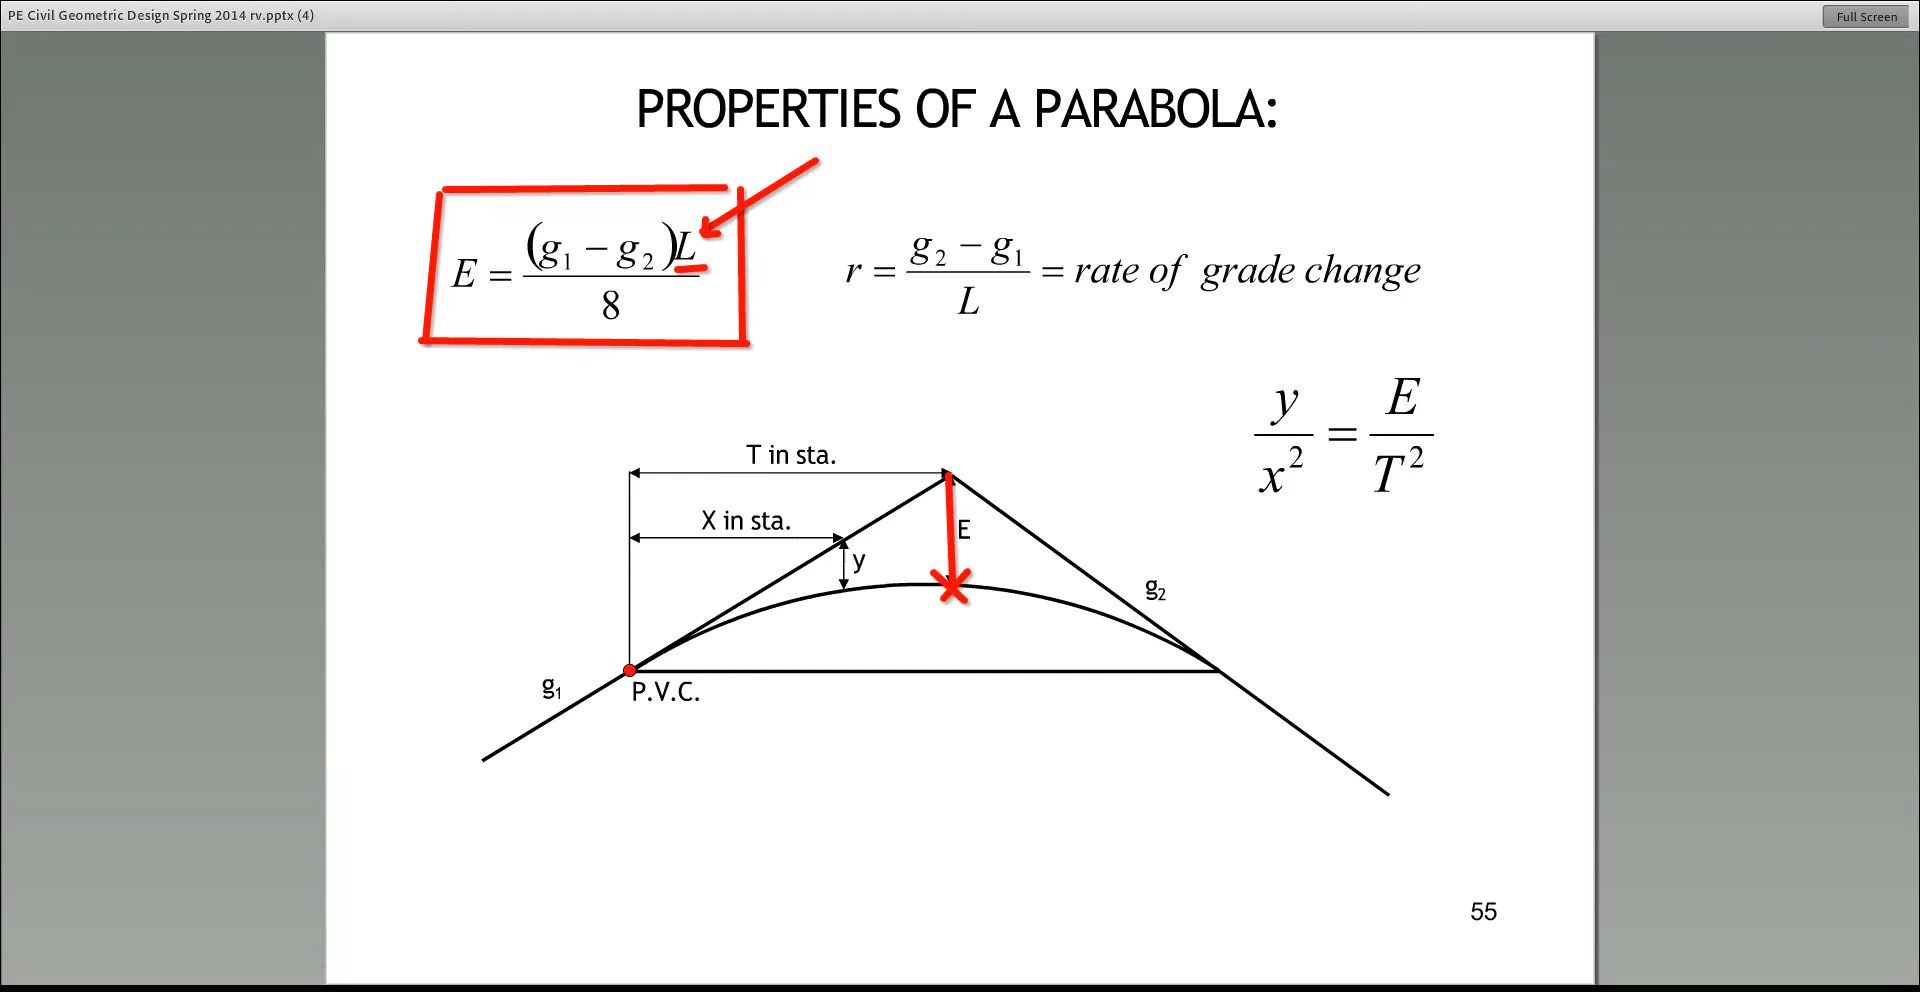 PE Civil Geometric Design Spring 2014 rv.pptx (4)
Full Screen
PROPERTIES OF A PARABOLA:
E = (g₁ − g₂)L / 8
r = g₂ − g₁ / L = rate of grade change
y / x² = E / T²
T in sta.
X in sta.
E
y
g₂
g₁
P.V.C.
55